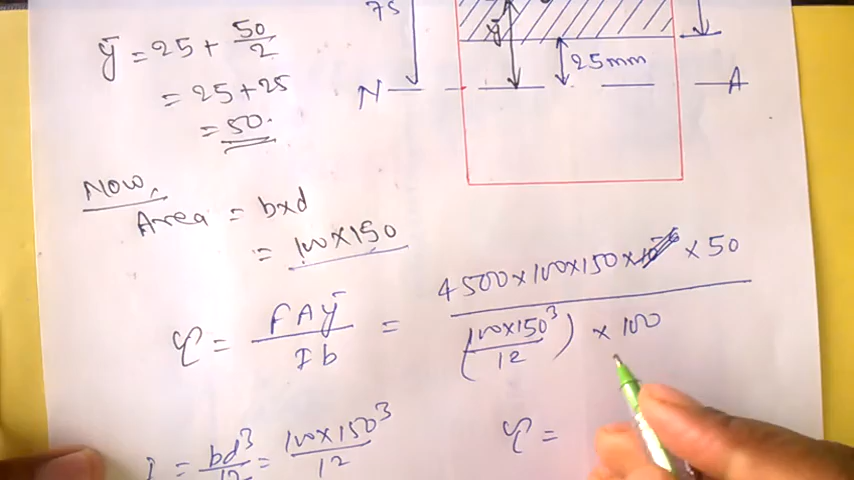 ȳ = 25 + 50/2
= 25 + 25
= 50.
75
ȳ
25mm
N
A
Now,
Area = b×d
= 100×150
τ = FAȳ / Ib = 4500×100×150× ×50 / (100×150³/12) ×100
I = bd³/12 = 100×150³/12
τ =